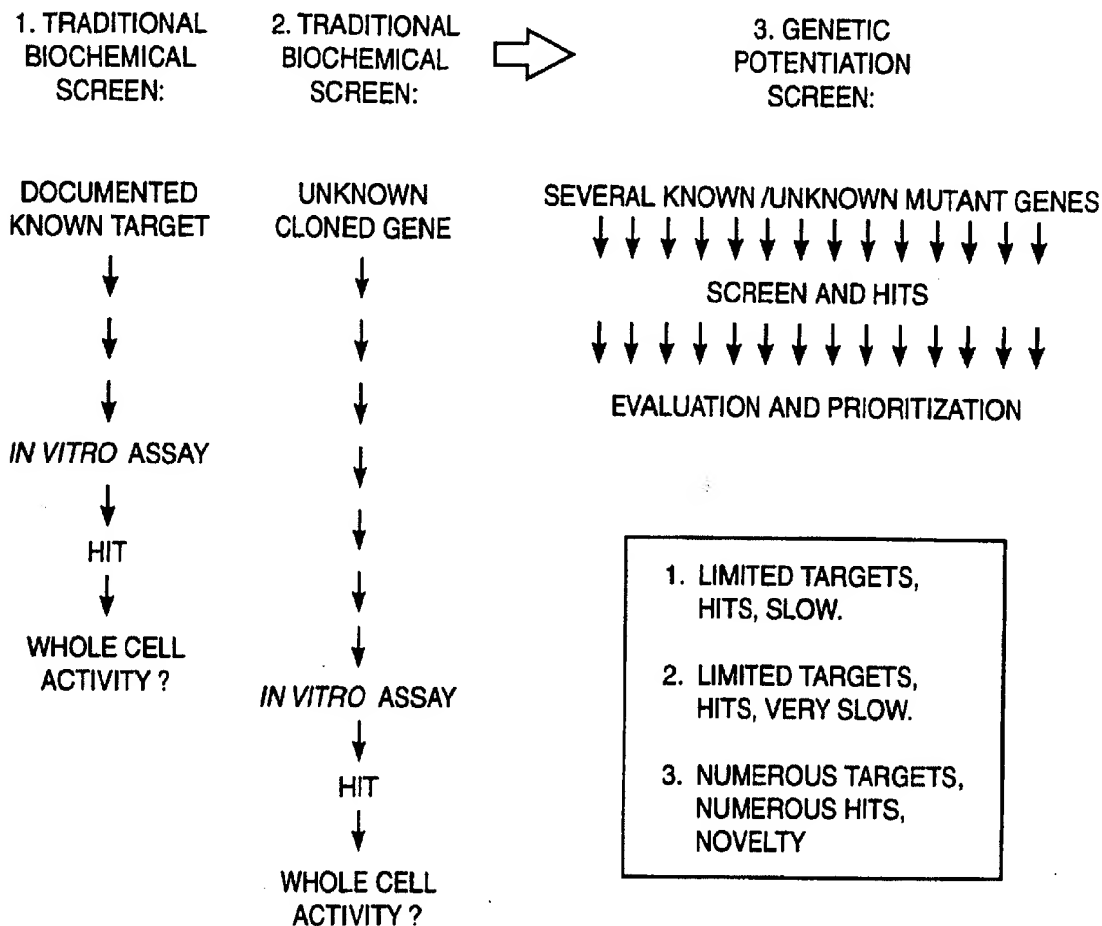 1. TRADITIONAL
BIOCHEMICAL
SCREEN:
2. TRADITIONAL
BIOCHEMICAL
SCREEN:
3. GENETIC
POTENTIATION
SCREEN:
DOCUMENTED
KNOWN TARGET
IN VITRO ASSAY
HIT
WHOLE CELL
ACTIVITY ?
UNKNOWN
CLONED GENE
IN VITRO ASSAY
HIT
WHOLE CELL
ACTIVITY ?
SEVERAL KNOWN /UNKNOWN MUTANT GENES
SCREEN AND HITS
EVALUATION AND PRIORITIZATION
1. LIMITED TARGETS,
HITS, SLOW.
2. LIMITED TARGETS,
HITS, VERY SLOW.
3. NUMEROUS TARGETS,
NUMEROUS HITS,
NOVELTY